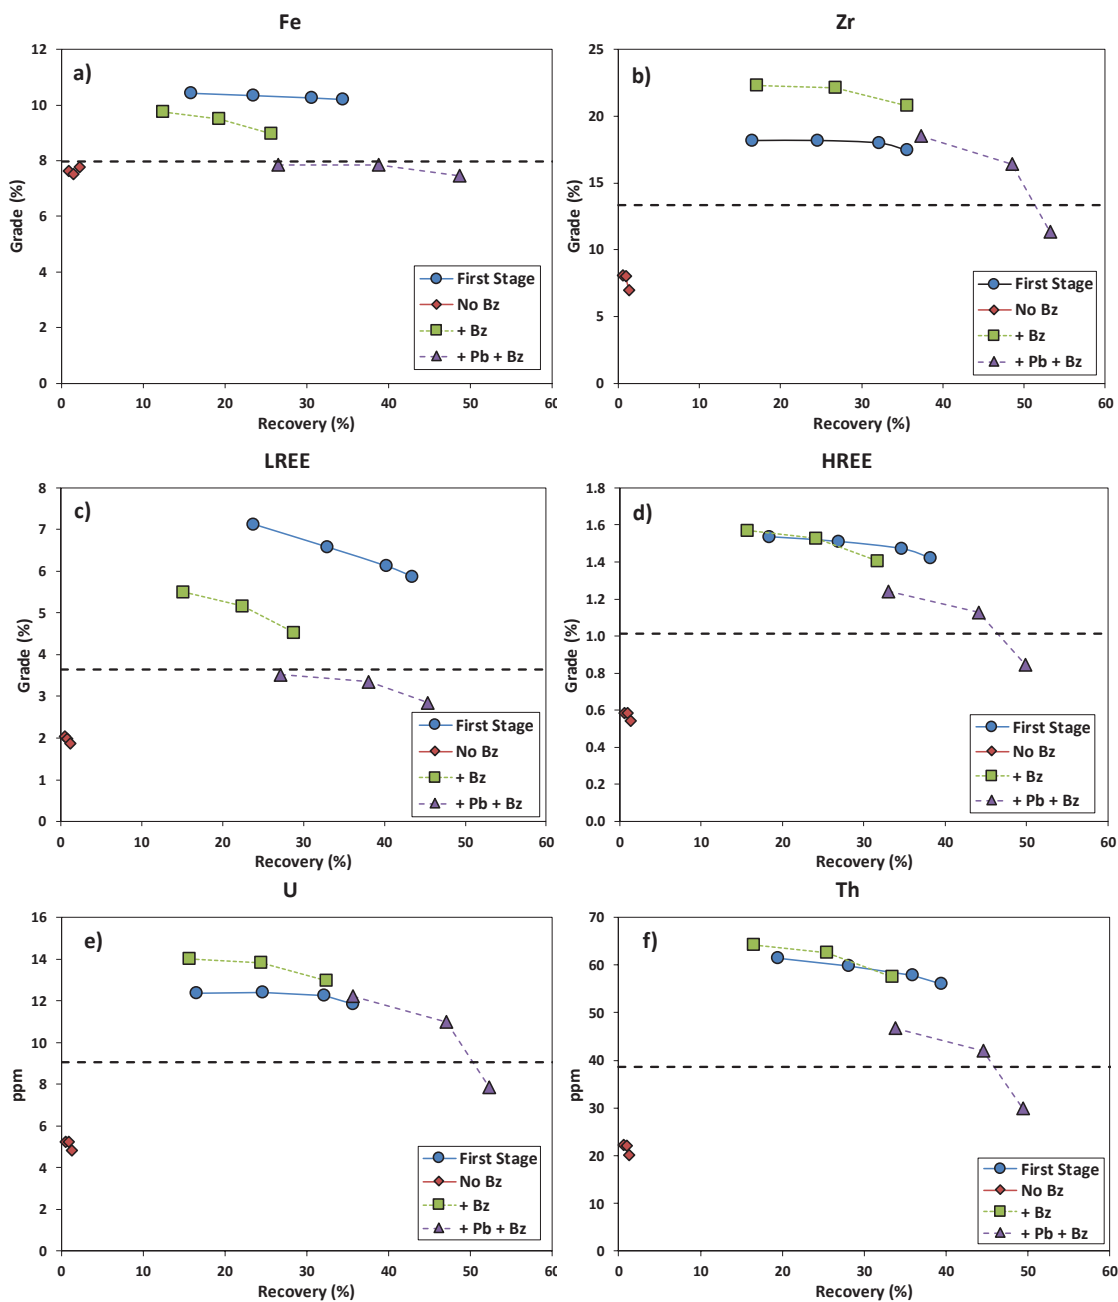 Fe
a)
Grade (%)
12
10
8
6
4
2
0
0 10 20 30 40 50 60
Recovery (%)
First Stage
No Bz
+ Bz
+ Pb + Bz
Zr
b)
Grade (%)
25
20
15
10
5
0
0 10 20 30 40 50 60
Recovery (%)
First Stage
No Bz
+ Bz
+ Pb + Bz
LREE
c)
Grade (%)
8
7
6
5
4
3
2
1
0
0 10 20 30 40 50 60
Recovery (%)
First Stage
No Bz
+ Bz
+ Pb + Bz
HREE
d)
Grade (%)
1.8
1.6
1.4
1.2
1.0
0.8
0.6
0.4
0.2
0.0
0 10 20 30 40 50 60
Recovery (%)
First Stage
No Bz
+ Bz
+ Pb + Bz
U
e)
ppm
16
14
12
10
8
6
4
2
0
0 10 20 30 40 50 60
Recovery (%)
First Stage
No Bz
+ Bz
+ Pb + Bz
Th
f)
ppm
70
60
50
40
30
20
10
0
0 10 20 30 40 50 60
Recovery (%)
First Stage
No Bz
+ Bz
+ Pb + Bz